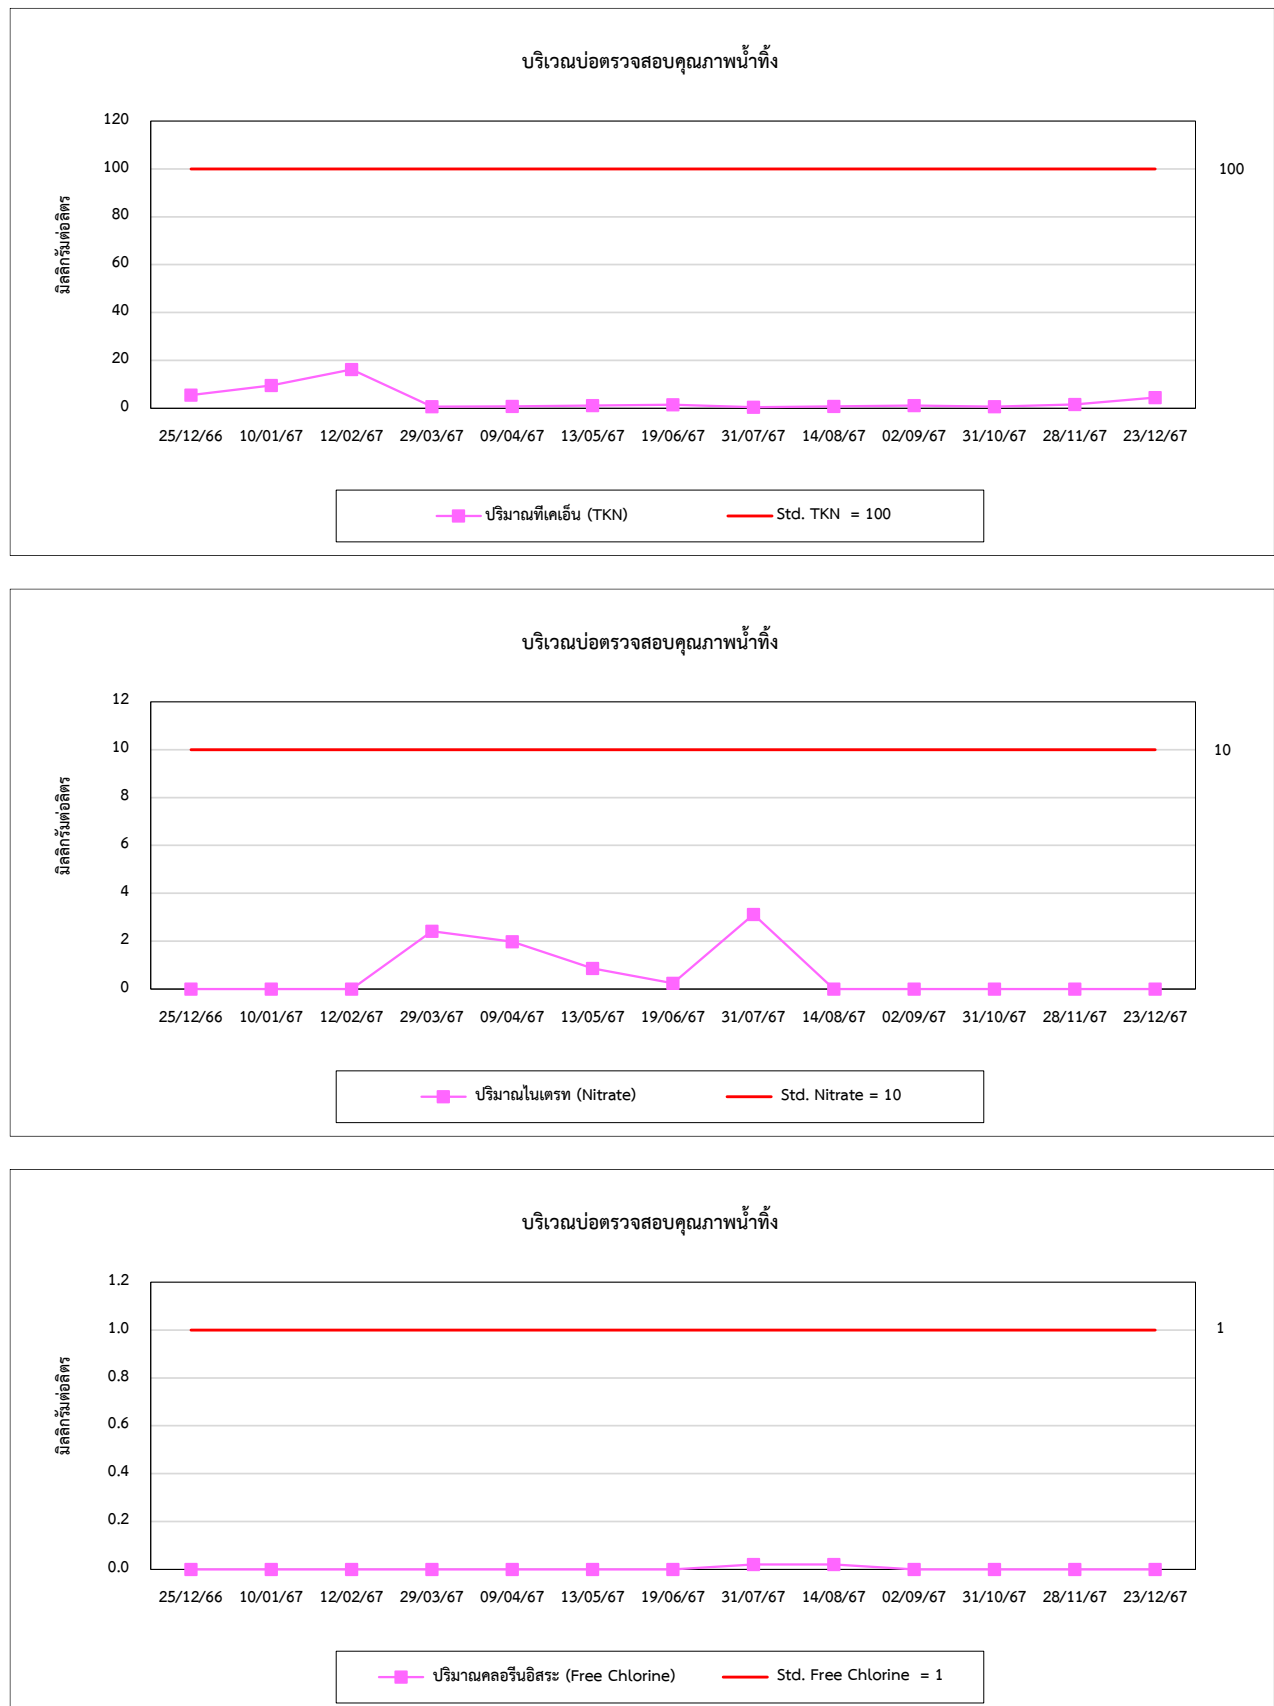 บริเวณบ่อตรวจสอบคุณภาพน้ำทิ้ง
120
100
80
60
40
20
0
มิลลิกรัมต่อลิตร
100
25/12/66 10/01/67 12/02/67 29/03/67 09/04/67 13/05/67 19/06/67 31/07/67 14/08/67 02/09/67 31/10/67 28/11/67 23/12/67
ปริมาณทีเคเอ็น (TKN) Std. TKN = 100
บริเวณบ่อตรวจสอบคุณภาพน้ำทิ้ง
12
10
8
6
4
2
0
มิลลิกรัมต่อลิตร
10
25/12/66 10/01/67 12/02/67 29/03/67 09/04/67 13/05/67 19/06/67 31/07/67 14/08/67 02/09/67 31/10/67 28/11/67 23/12/67
ปริมาณไนเตรท (Nitrate) Std. Nitrate = 10
บริเวณบ่อตรวจสอบคุณภาพน้ำทิ้ง
1.2
1.0
0.8
0.6
0.4
0.2
0.0
มิลลิกรัมต่อลิตร
1
25/12/66 10/01/67 12/02/67 29/03/67 09/04/67 13/05/67 19/06/67 31/07/67 14/08/67 02/09/67 31/10/67 28/11/67 23/12/67
ปริมาณคลอรีนอิสระ (Free Chlorine) Std. Free Chlorine = 1